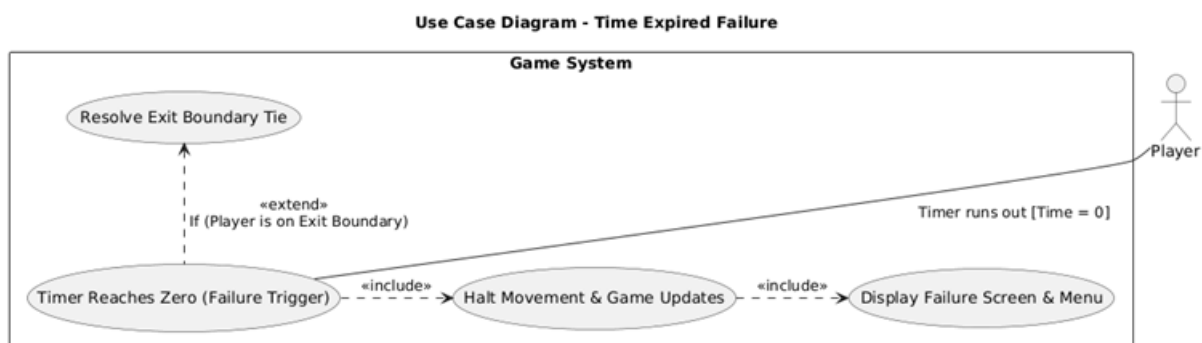 Use Case Diagram - Time Expired Failure
Game System
Resolve Exit Boundary Tie
Player
«extend»
If (Player is on Exit Boundary)
Timer runs out [Time = 0]
Timer Reaches Zero (Failure Trigger)
«include»
Halt Movement & Game Updates
«include»
Display Failure Screen & Menu